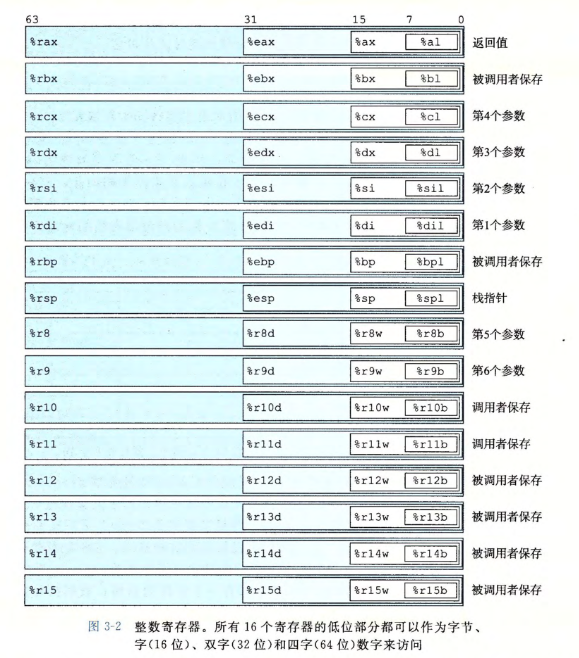 63 31 15 7 0
%rax %eax %ax %al 返回值
%rbx %ebx %bx %bl 被调用者保存
%rcx %ecx %cx %cl 第4个参数
%rdx %edx %dx %dl 第3个参数
%rsi %esi %si %sil 第2个参数
%rdi %edi %di %dil 第1个参数
%rbp %ebp %bp %bpl 被调用者保存
%rsp %esp %sp %spl 栈指针
%r8 %r8d %r8w %r8b 第5个参数
%r9 %r9d %r9w %r9b 第6个参数
%r10 %r10d %r10w %r10b 调用者保存
%r11 %r11d %r11w %r11b 调用者保存
%r12 %r12d %r12w %r12b 被调用者保存
%r13 %r13d %r13w %r13b 被调用者保存
%r14 %r14d %r14w %r14b 被调用者保存
%r15 %r15d %r15w %r15b 被调用者保存
图 3-2 整数寄存器。所有 16 个寄存器的低位部分都可以作为字节、
字(16 位)、双字(32 位)和四字(64 位)数字来访问